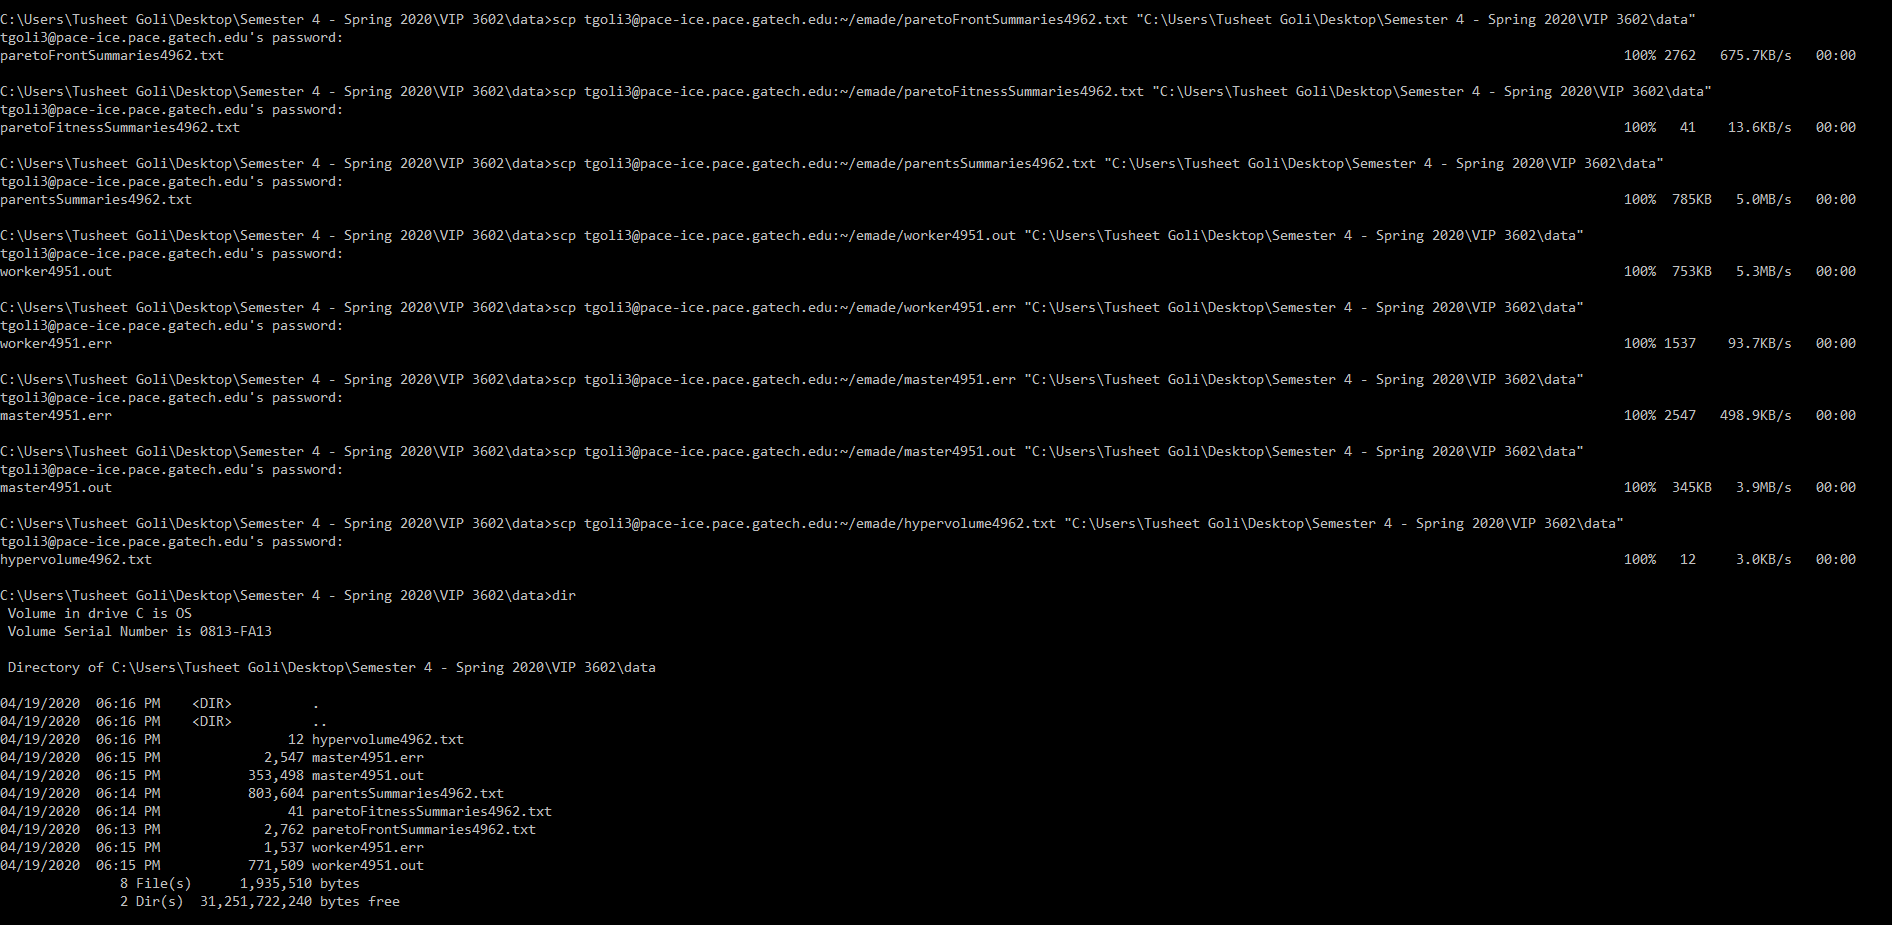 C:\Users\Tusheet Goli\Desktop\Semester 4 - Spring 2020\VIP 3602\data>scp tgoli3@pace-ice.pace.gatech.edu:~/emade/paretoFrontSummaries4962.txt "C:\Users\Tusheet Goli\Desktop\Semester 4 - Spring 2020\VIP 3602\data"
tgoli3@pace-ice.pace.gatech.edu's password:
paretoFrontSummaries4962.txt 100% 2762 675.7KB/s 00:00
C:\Users\Tusheet Goli\Desktop\Semester 4 - Spring 2020\VIP 3602\data>scp tgoli3@pace-ice.pace.gatech.edu:~/emade/paretoFitnessSummaries4962.txt "C:\Users\Tusheet Goli\Desktop\Semester 4 - Spring 2020\VIP 3602\data"
tgoli3@pace-ice.pace.gatech.edu's password:
paretoFitnessSummaries4962.txt 100% 41 13.6KB/s 00:00
C:\Users\Tusheet Goli\Desktop\Semester 4 - Spring 2020\VIP 3602\data>scp tgoli3@pace-ice.pace.gatech.edu:~/emade/parentsSummaries4962.txt "C:\Users\Tusheet Goli\Desktop\Semester 4 - Spring 2020\VIP 3602\data"
tgoli3@pace-ice.pace.gatech.edu's password:
parentsSummaries4962.txt 100% 785KB 5.0MB/s 00:00
C:\Users\Tusheet Goli\Desktop\Semester 4 - Spring 2020\VIP 3602\data>scp tgoli3@pace-ice.pace.gatech.edu:~/emade/worker4951.out "C:\Users\Tusheet Goli\Desktop\Semester 4 - Spring 2020\VIP 3602\data"
tgoli3@pace-ice.pace.gatech.edu's password:
worker4951.out 100% 753KB 5.3MB/s 00:00
C:\Users\Tusheet Goli\Desktop\Semester 4 - Spring 2020\VIP 3602\data>scp tgoli3@pace-ice.pace.gatech.edu:~/emade/worker4951.err "C:\Users\Tusheet Goli\Desktop\Semester 4 - Spring 2020\VIP 3602\data"
tgoli3@pace-ice.pace.gatech.edu's password:
worker4951.err 100% 1537 93.7KB/s 00:00
C:\Users\Tusheet Goli\Desktop\Semester 4 - Spring 2020\VIP 3602\data>scp tgoli3@pace-ice.pace.gatech.edu:~/emade/master4951.err "C:\Users\Tusheet Goli\Desktop\Semester 4 - Spring 2020\VIP 3602\data"
tgoli3@pace-ice.pace.gatech.edu's password:
master4951.err 100% 2547 498.9KB/s 00:00
C:\Users\Tusheet Goli\Desktop\Semester 4 - Spring 2020\VIP 3602\data>scp tgoli3@pace-ice.pace.gatech.edu:~/emade/master4951.out "C:\Users\Tusheet Goli\Desktop\Semester 4 - Spring 2020\VIP 3602\data"
tgoli3@pace-ice.pace.gatech.edu's password:
master4951.out 100% 345KB 3.9MB/s 00:00
C:\Users\Tusheet Goli\Desktop\Semester 4 - Spring 2020\VIP 3602\data>scp tgoli3@pace-ice.pace.gatech.edu:~/emade/hypervolume4962.txt "C:\Users\Tusheet Goli\Desktop\Semester 4 - Spring 2020\VIP 3602\data"
tgoli3@pace-ice.pace.gatech.edu's password:
hypervolume4962.txt 100% 12 3.0KB/s 00:00
C:\Users\Tusheet Goli\Desktop\Semester 4 - Spring 2020\VIP 3602\data>dir
Volume in drive C is OS
Volume Serial Number is 0813-FA13
Directory of C:\Users\Tusheet Goli\Desktop\Semester 4 - Spring 2020\VIP 3602\data
04/19/2020 06:16 PM <DIR> .
04/19/2020 06:16 PM <DIR> ..
04/19/2020 06:16 PM 12 hypervolume4962.txt
04/19/2020 06:15 PM 2,547 master4951.err
04/19/2020 06:15 PM 353,498 master4951.out
04/19/2020 06:14 PM 803,604 parentsSummaries4962.txt
04/19/2020 06:14 PM 41 paretoFitnessSummaries4962.txt
04/19/2020 06:13 PM 2,762 paretoFrontSummaries4962.txt
04/19/2020 06:15 PM 1,537 worker4951.err
04/19/2020 06:15 PM 771,509 worker4951.out
8 File(s) 1,935,510 bytes
2 Dir(s) 31,251,722,240 bytes free